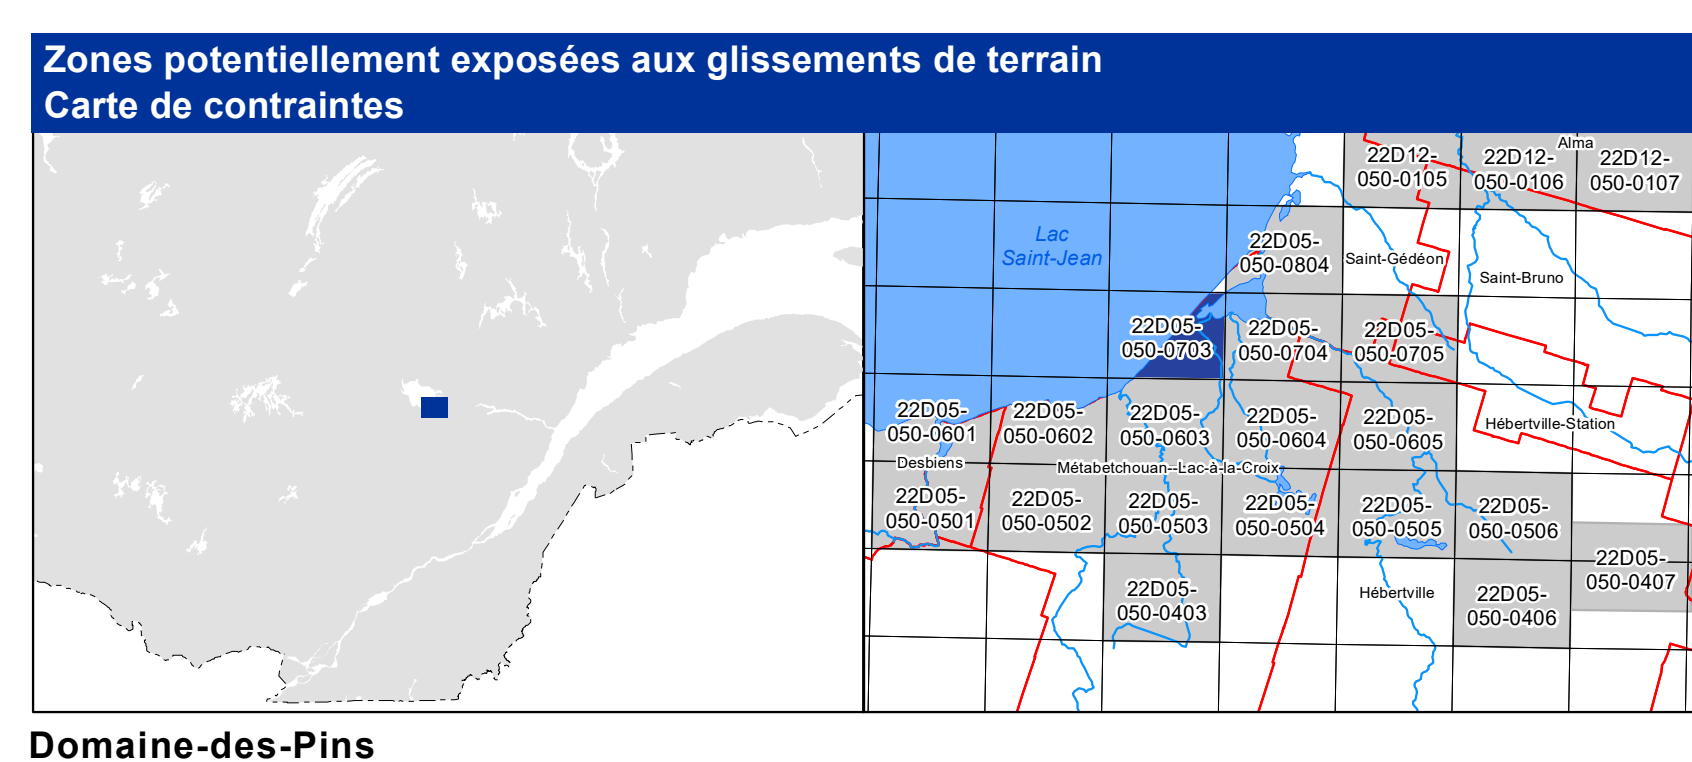 Zones potentiellement exposées aux glissements de terrain
Carte de contraintes
Alma
22D12-
050-0105
22D12-
050-0106
22D12-
050-0107
Lac
Saint-Jean
22D05-
050-0804
Saint-Gédéon
Saint-Bruno
22D05-
050-0703
22D05-
050-0704
22D05-
050-0705
22D05-
050-0601
22D05-
050-0602
22D05-
050-0603
22D05-
050-0604
22D05-
050-0605
Hébertville-Station
Desbiens
Métabetchouan--Lac-à-la-Croix
22D05-
050-0501
22D05-
050-0502
22D05-
050-0503
22D05-
050-0504
22D05-
050-0505
22D05-
050-0506
22D05-
050-0407
22D05-
050-0403
Hébertville
22D05-
050-0406
Domaine-des-Pins